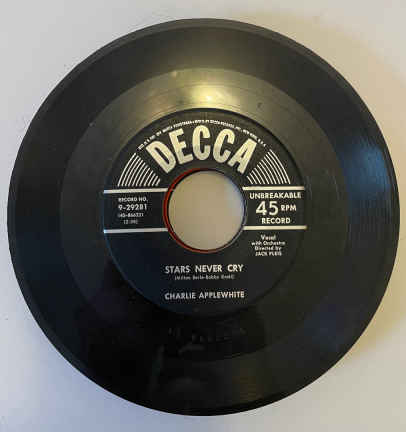 DECCA
RECORD NO.
9-29281
UNBREAKABLE
45 RPM
RECORD
Vocal
with Orchestra
Directed by
JACK PLEIS
STARS NEVER CRY
CHARLIE APPLEWHITE